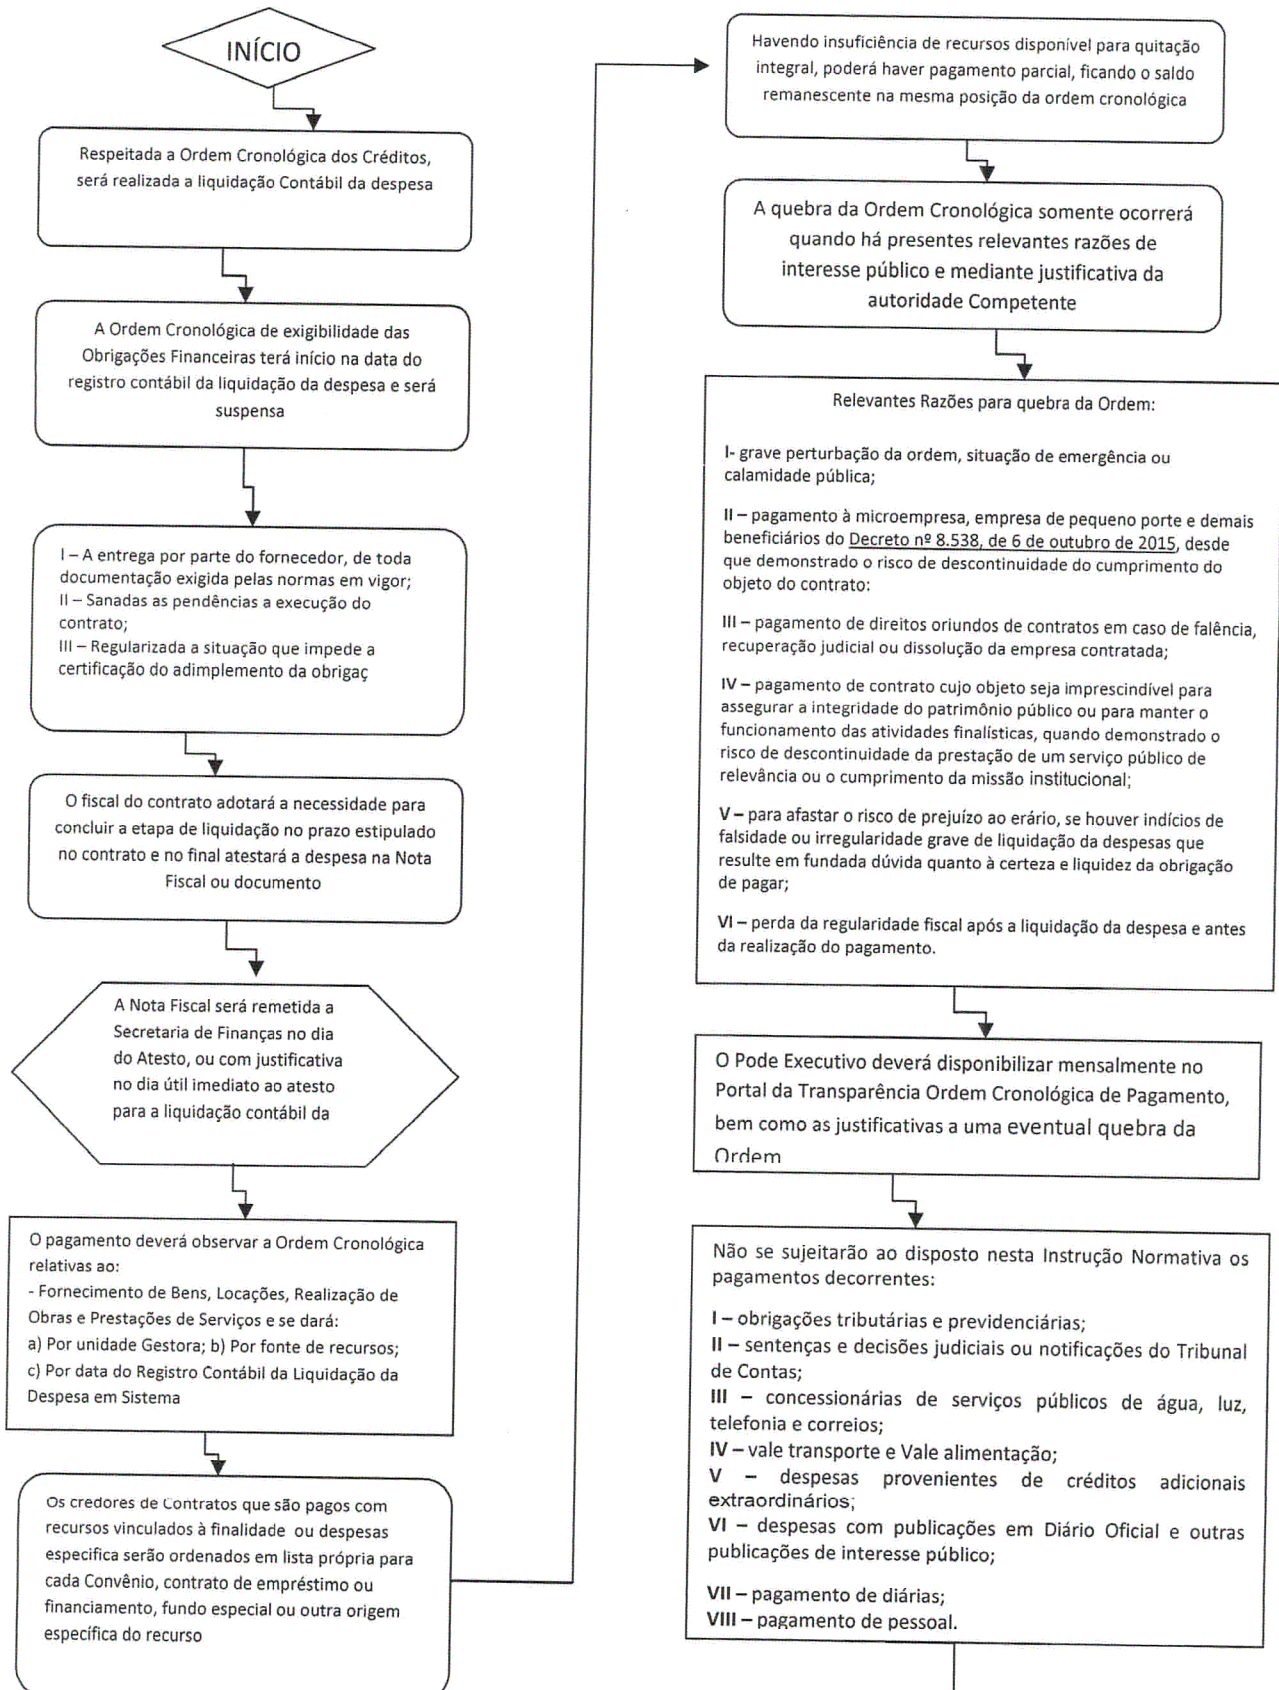 INÍCIO
Respeitada a Ordem Cronológica dos Créditos,
será realizada a liquidação Contábil da despesa
A Ordem Cronológica de exigibilidade das
Obrigações Financeiras terá início na data do
registro contábil da liquidação da despesa e será
suspensa
I – A entrega por parte do fornecedor, de toda
documentação exigida pelas normas em vigor;
II – Sanadas as pendências a execução do
contrato;
III – Regularizada a situação que impede a
certificação do adimplemento da obrigaç
O fiscal do contrato adotará a necessidade para
concluir a etapa de liquidação no prazo estipulado
no contrato e no final atestará a despesa na Nota
Fiscal ou documento
A Nota Fiscal será remetida a
Secretaria de Finanças no dia
do Atesto, ou com justificativa
no dia útil imediato ao atesto
para a liquidação contábil da
O pagamento deverá observar a Ordem Cronológica
relativas ao:
- Fornecimento de Bens, Locações, Realização de
Obras e Prestações de Serviços e se dará:
a) Por unidade Gestora; b) Por fonte de recursos;
c) Por data do Registro Contábil da Liquidação da
Despesa em Sistema
Os credores de Contratos que são pagos com
recursos vinculados à finalidade ou despesas
especifica serão ordenados em lista própria para
cada Convênio, contrato de empréstimo ou
financiamento, fundo especial ou outra origem
específica do recurso
Havendo insuficiência de recursos disponível para quitação
integral, poderá haver pagamento parcial, ficando o saldo
remanescente na mesma posição da ordem cronológica
A quebra da Ordem Cronológica somente ocorrerá
quando há presentes relevantes razões de
interesse público e mediante justificativa da
autoridade Competente
Relevantes Razões para quebra da Ordem:
I- grave perturbação da ordem, situação de emergência ou
calamidade pública;
II – pagamento à microempresa, empresa de pequeno porte e demais
beneficiários do Decreto nº 8.538, de 6 de outubro de 2015, desde
que demonstrado o risco de descontinuidade do cumprimento do
objeto do contrato:
III – pagamento de direitos oriundos de contratos em caso de falência,
recuperação judicial ou dissolução da empresa contratada;
IV – pagamento de contrato cujo objeto seja imprescindível para
assegurar a integridade do patrimônio público ou para manter o
funcionamento das atividades finalísticas, quando demonstrado o
risco de descontinuidade da prestação de um serviço público de
relevância ou o cumprimento da missão institucional;
V – para afastar o risco de prejuízo ao erário, se houver indícios de
falsidade ou irregularidade grave de liquidação da despesas que
resulte em fundada dúvida quanto à certeza e liquidez da obrigação
de pagar;
VI – perda da regularidade fiscal após a liquidação da despesa e antes
da realização do pagamento.
O Pode Executivo deverá disponibilizar mensalmente no
Portal da Transparência Ordem Cronológica de Pagamento,
bem como as justificativas a uma eventual quebra da
Ordem
Não se sujeitarão ao disposto nesta Instrução Normativa os
pagamentos decorrentes:
I – obrigações tributárias e previdenciárias;
II – sentenças e decisões judiciais ou notificações do Tribunal
de Contas;
III – concessionárias de serviços públicos de água, luz,
telefonia e correios;
IV – vale transporte e Vale alimentação;
V – despesas provenientes de créditos adicionais
extraordinários;
VI – despesas com publicações em Diário Oficial e outras
publicações de interesse público;
VII – pagamento de diárias;
VIII – pagamento de pessoal.